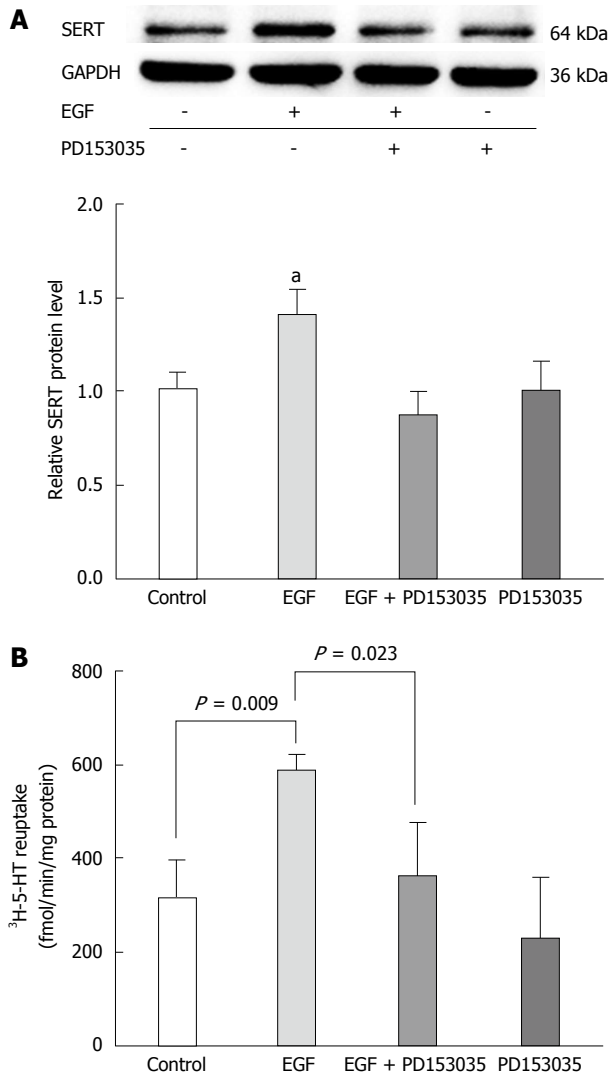 A
SERT 64 kDa
GAPDH 36 kDa
EGF - + + -
PD153035 - - + +
2.0
1.5
1.0
0.5
0.0
Relative SERT protein level
a
Control EGF EGF + PD153035 PD153035
B
P = 0.023
P = 0.009
800
600
400
200
0
³H-5-HT reuptake
(fmol/min/mg protein)
Control EGF EGF + PD153035 PD153035